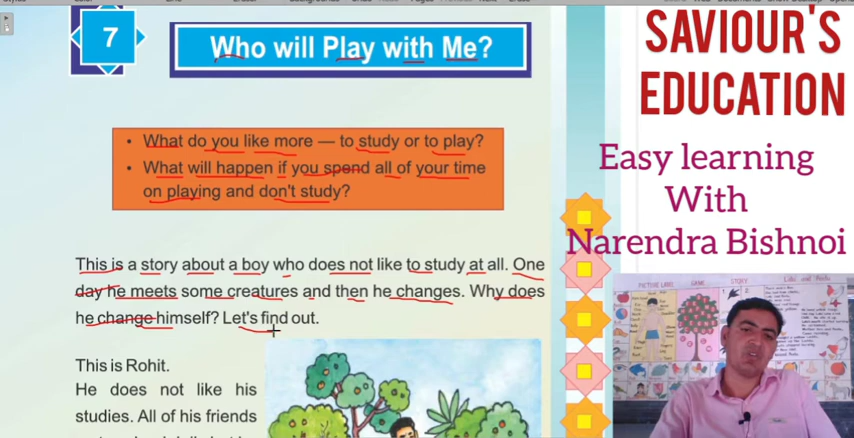 7
Who will Play with Me?
• What do you like more — to study or to play?
• What will happen if you spend all of your time
on playing and don't study?
This is a story about a boy who does not like to study at all. One
day he meets some creatures and then he changes. Why does
he change himself? Let's find out.
This is Rohit.
He does not like his
studies. All of his friends
SAVIOUR'S
EDUCATION
Easy learning
With
Narendra Bishnoi
PICTURE LAND
GAME
STORY